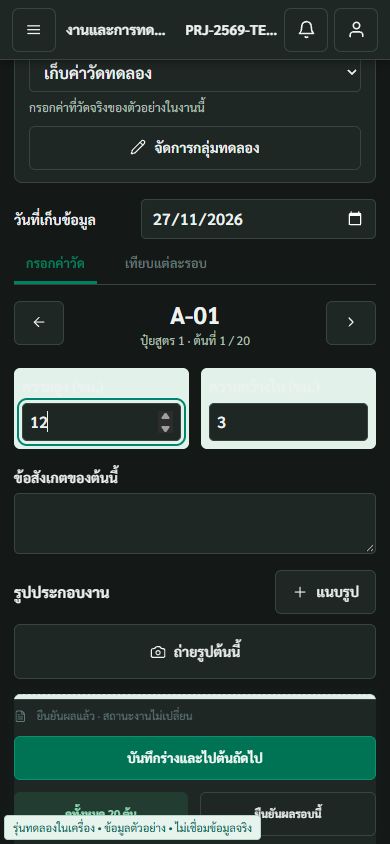 งานและการทด... PRJ-2569-TE...
เก็บค่าวัดทดลอง
กรอกค่าที่วัดจริงของตัวอย่างในงานนี้
จัดการกลุ่มทดลอง
วันที่เก็บข้อมูล 27/11/2026
กรอกค่าวัด เทียบแต่ละรอบ
A-01
ปุ๋ยสูตร 1 · ต้นที่ 1 / 20
12 3
ข้อสังเกตของต้นนี้
รูปประกอบงาน + แนบรูป
ถ่ายรูปต้นนี้
ยืนยันผลแล้ว · สถานะงานไม่เปลี่ยน
บันทึกร่างและไปต้นถัดไป
ดูทั้งหมด 20 ต้น ยืนยันผลรอบนี้
รุ่นทดลองในเครื่อง • ข้อมูลตัวอย่าง • ไม่เชื่อมข้อมูลจริง